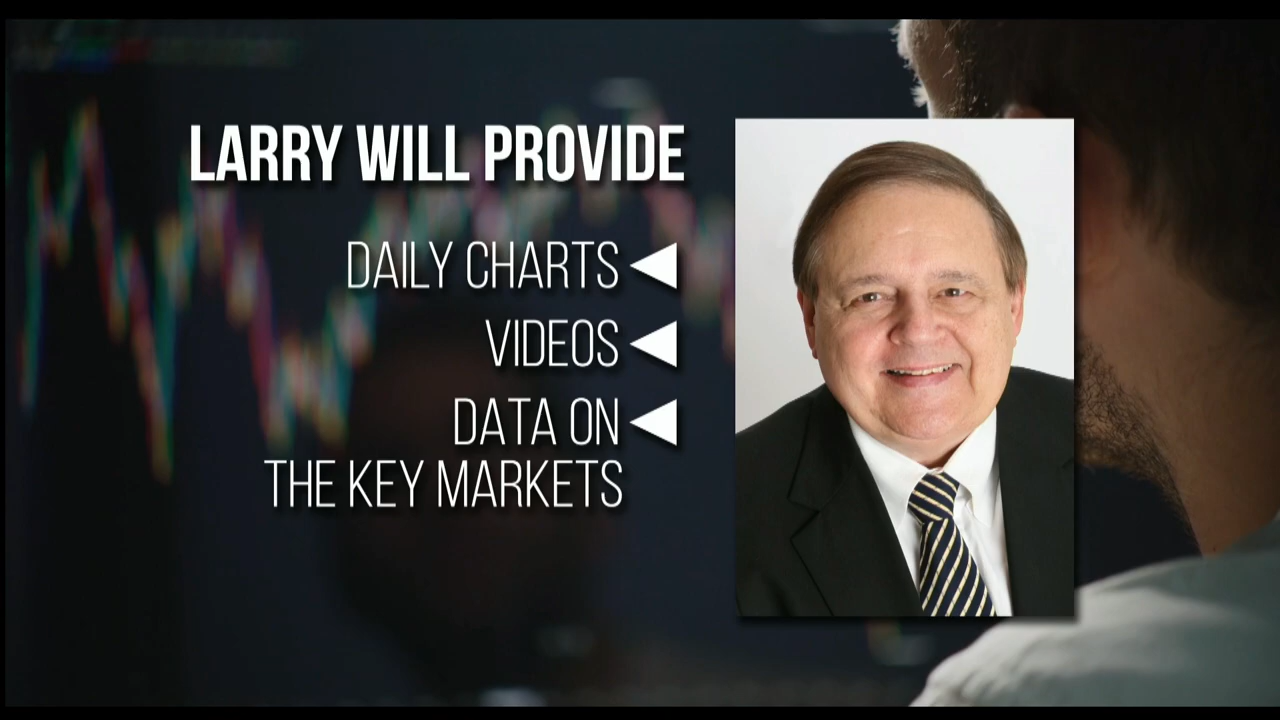 LARRY WILL PROVIDE
DAILY CHARTS
VIDEOS
DATA ON
THE KEY MARKETS